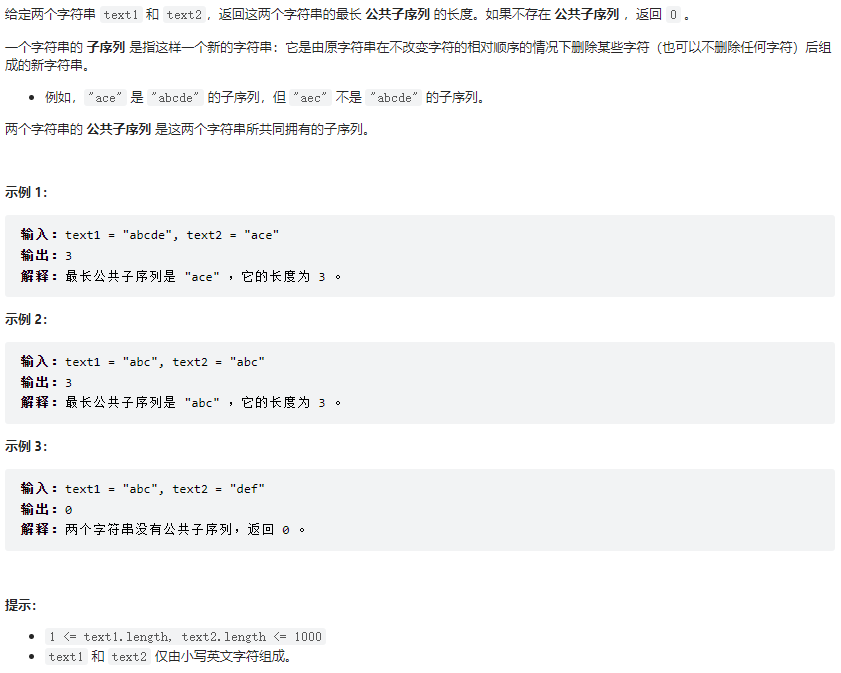 给定两个字符串 text1 和 text2 ，返回这两个字符串的最长 公共子序列 的长度。如果不存在 公共子序列 ，返回 0 。
一个字符串的 子序列 是指这样一个新的字符串：它是由原字符串在不改变字符的相对顺序的情况下删除某些字符（也可以不删除任何字符）后组
成的新字符串。
• 例如，"ace" 是 "abcde" 的子序列，但 "aec" 不是 "abcde" 的子序列。
两个字符串的 公共子序列 是这两个字符串所共同拥有的子序列。
示例 1：
输入：text1 = "abcde", text2 = "ace"
输出：3
解释：最长公共子序列是 "ace" ，它的长度为 3 。
示例 2：
输入：text1 = "abc", text2 = "abc"
输出：3
解释：最长公共子序列是 "abc" ，它的长度为 3 。
示例 3：
输入：text1 = "abc", text2 = "def"
输出：0
解释：两个字符串没有公共子序列，返回 0 。
提示：
• 1 <= text1.length, text2.length <= 1000
• text1 和 text2 仅由小写英文字符组成。